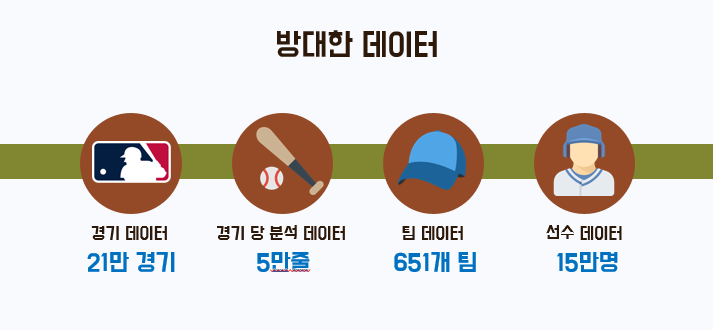 방대한 데이터
경기 데이터
21만 경기
경기 당 분석 데이터
5만줄
팀 데이터
651개 팀
선수 데이터
15만명